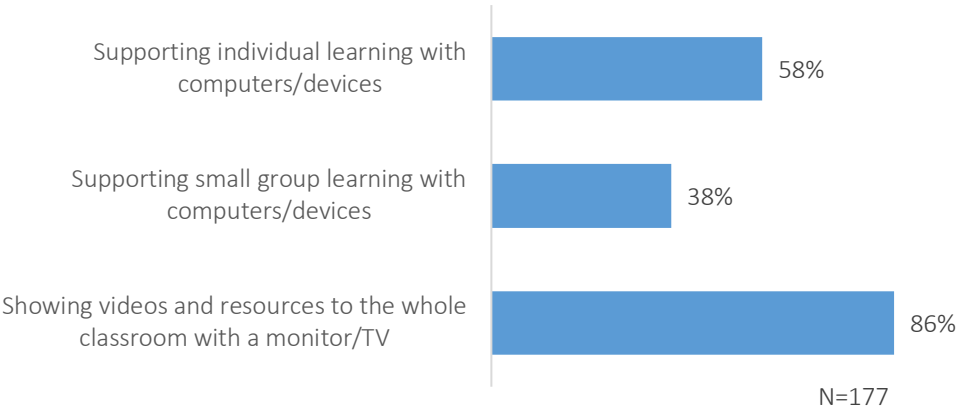 Supporting individual learning with
computers/devices
58%
Supporting small group learning with
computers/devices
38%
Showing videos and resources to the whole
classroom with a monitor/TV
86%
N=177